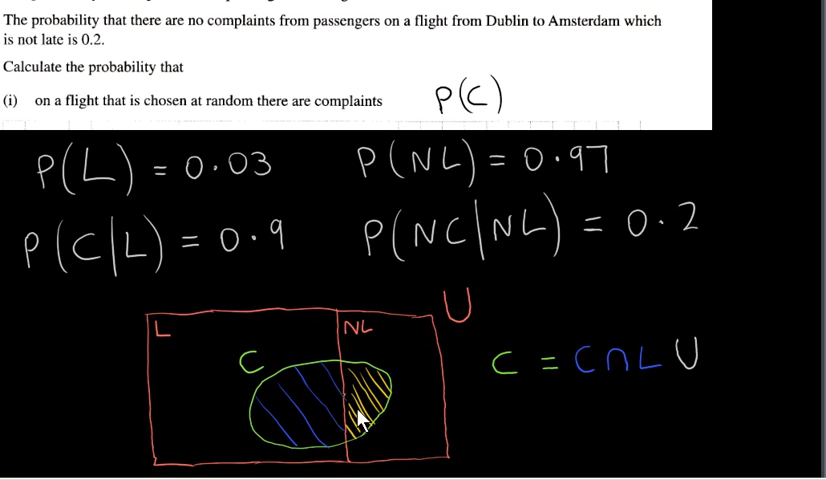 The probability that there are no complaints from passengers on a flight from Dublin to Amsterdam which
is not late is 0.2.
Calculate the probability that
(i) on a flight that is chosen at random there are complaints P(C)
P(L) = 0.03 P(NL) = 0.97
P(C|L) = 0.9 P(NC|NL) = 0.2
U
L NL
C C = C∩L ∪